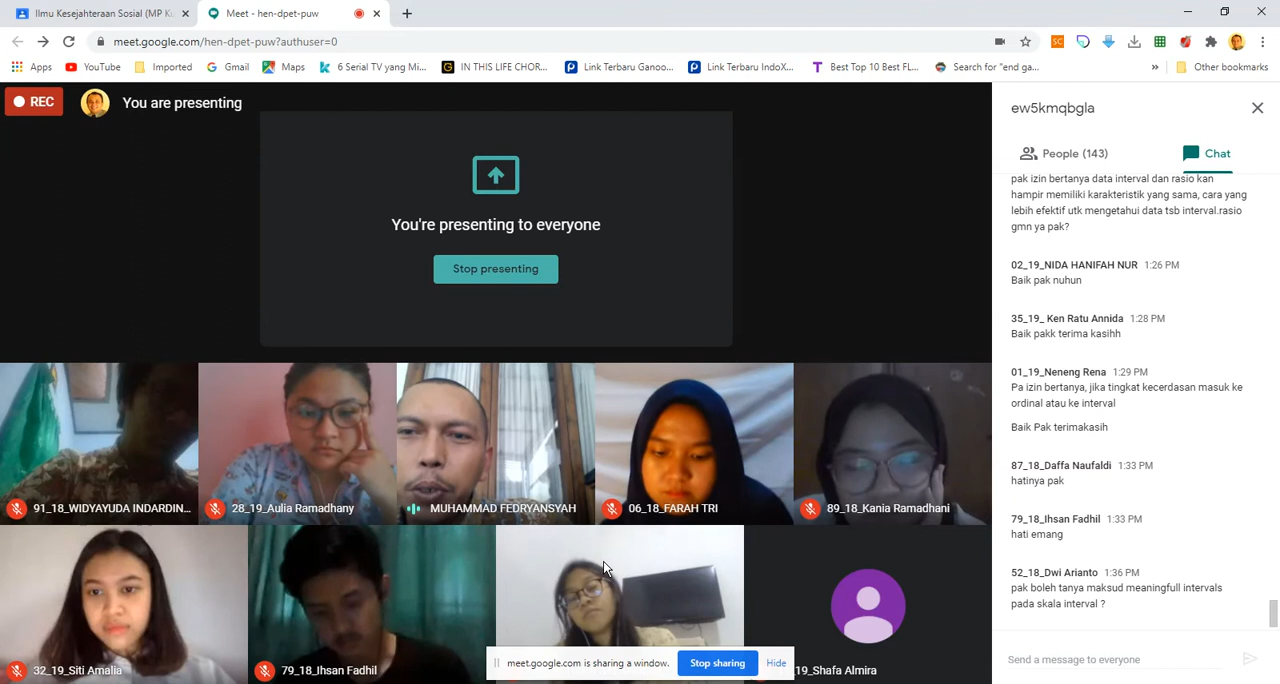 Ilmu Kesejahteraan Sosial (MP Ku
Meet - hen-dpet-puw
meet.google.com/hen-dpet-puw?authuser=0
Apps
YouTube
Imported
Gmail
Maps
6 Serial TV yang Mi...
IN THIS LIFE CHOR...
Link Terbaru Ganoo...
Link Terbaru IndoX...
Best Top 10 Best FL...
Search for "end ga...
Other bookmarks
REC
You are presenting
You're presenting to everyone
Stop presenting
91_18_WIDYAYUDA INDARDIN...
28_19_Aulia Ramadhany
MUHAMMAD FEDRYANSYAH
06_18_FARAH TRI
89_18_Kania Ramadhani
32_19_Siti Amalia
79_18_Ihsan Fadhil
_19_Shafa Almira
meet.google.com is sharing a window.
Stop sharing
Hide
ew5kmqbgla
People (143)
Chat
pak izin bertanya data interval dan rasio kan
hampir memiliki karakteristik yang sama, cara yang
lebih efektif utk mengetahui data tsb interval.rasio
gmn ya pak?
02_19_NIDA HANIFAH NUR 1:26 PM
Baik pak nuhun
35_19_ Ken Ratu Annida 1:28 PM
Baik pakk terima kasihh
01_19_Neneng Rena 1:29 PM
Pa izin bertanya, jika tingkat kecerdasan masuk ke
ordinal atau ke interval
Baik Pak terimakasih
87_18_Daffa Naufaldi 1:33 PM
hatinya pak
79_18_Ihsan Fadhil 1:33 PM
hati emang
52_18_Dwi Arianto 1:36 PM
pak boleh tanya maksud meaningfull intervals
pada skala interval ?
Send a message to everyone